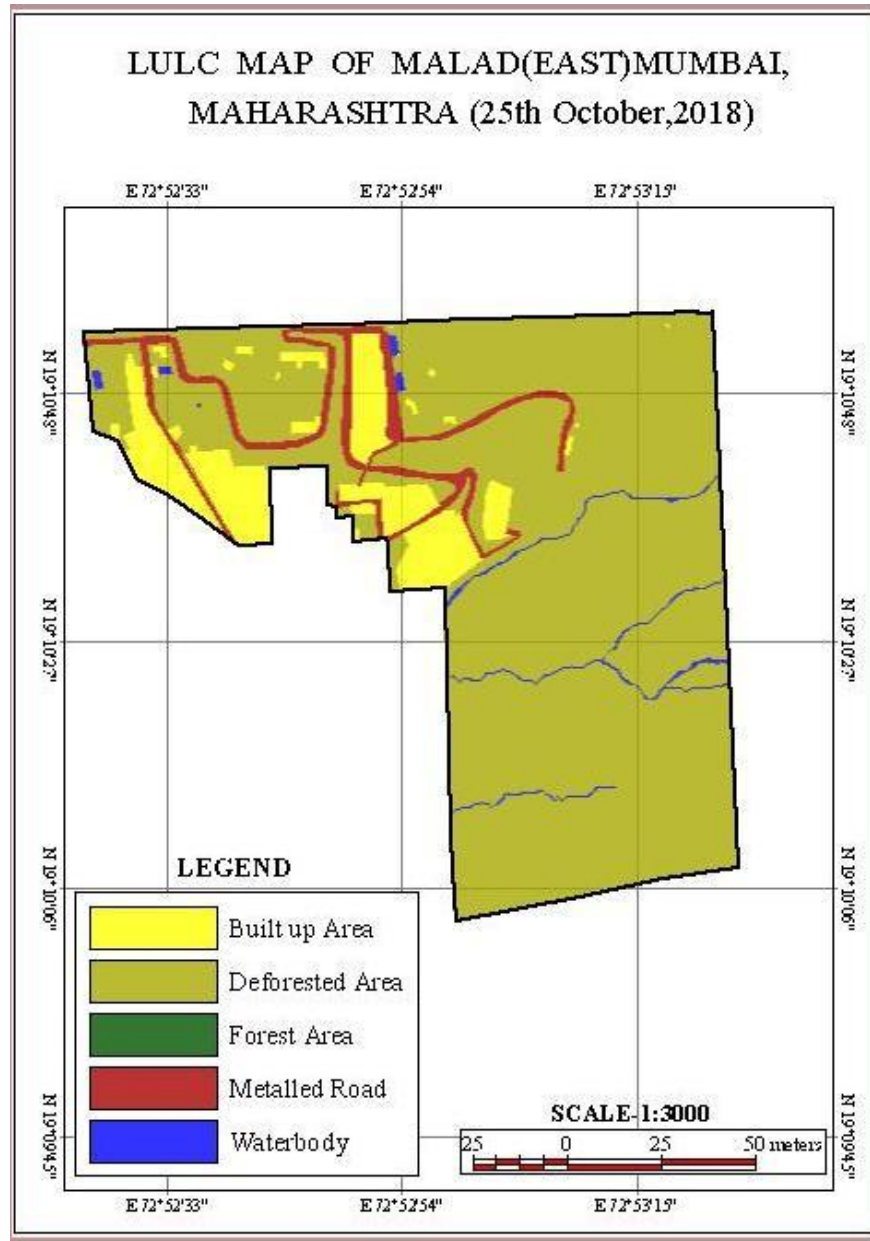 LULC MAP OF MALAD(EAST)MUMBAI,
MAHARASHTRA (25th October,2018)
E 72°52'33" E 72°52'54" E 73°53'15"
N 19°10'48" N 19°10'48"
N 19°10'27" N 19°10'27"
N 19°10'06" N 19°10'06"
LEGEND
Built up Area
Deforested Area
Forest Area
Metalled Road
Waterbody
SCALE-1:3000
25 0 25 50 meters
N 19°09'45" N 19°09'45"
E 72°52'33" E 72°52'54" E 72°53'15"